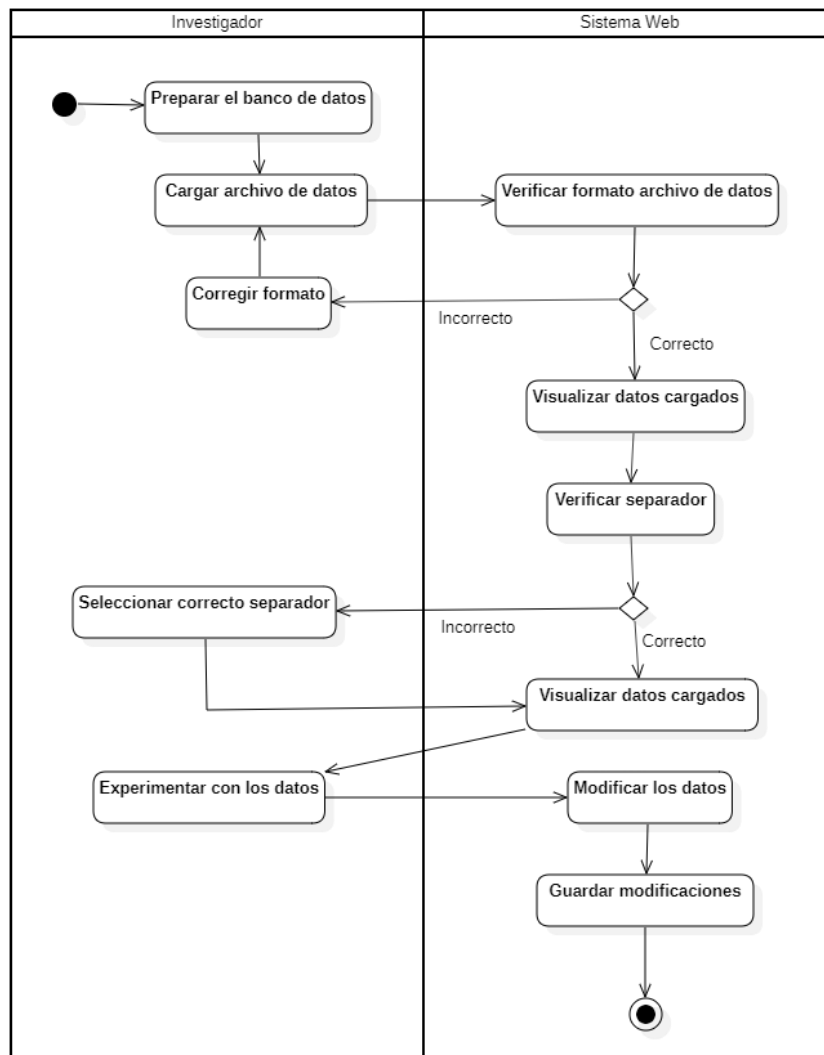 Investigador
Sistema Web
Preparar el banco de datos
Cargar archivo de datos
Verificar formato archivo de datos
Corregir formato
Incorrecto
Correcto
Visualizar datos cargados
Verificar separador
Seleccionar correcto separador
Incorrecto
Correcto
Visualizar datos cargados
Experimentar con los datos
Modificar los datos
Guardar modificaciones